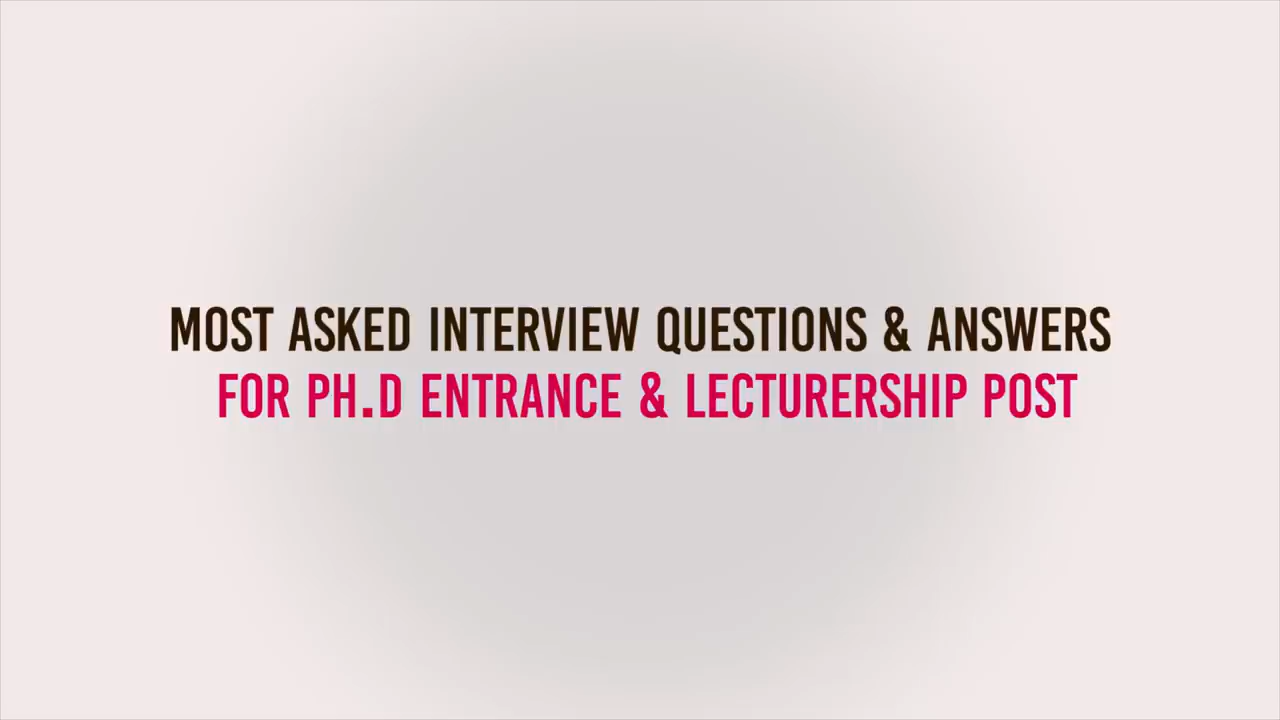 MOST ASKED INTERVIEW QUESTIONS & ANSWERS
FOR PH.D ENTRANCE & LECTURERSHIP POST